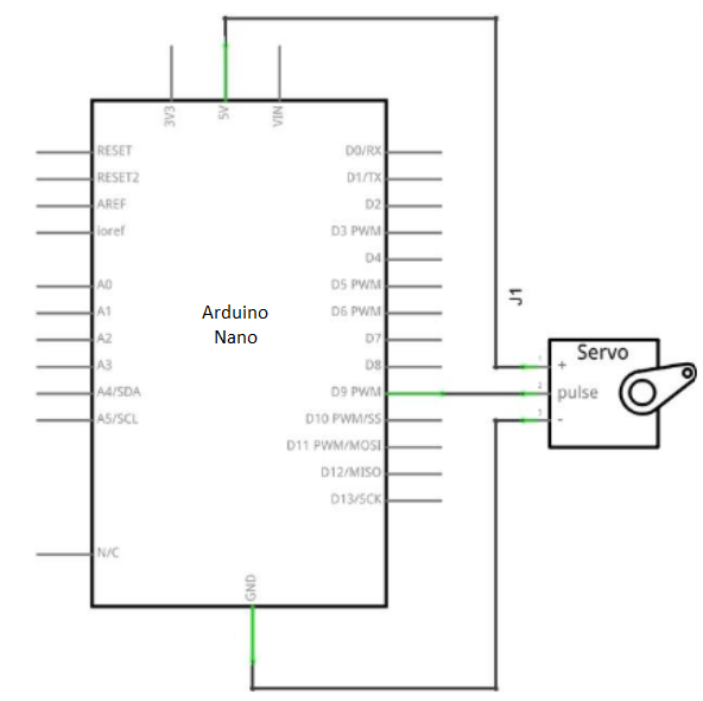 3V3
5V
VIN
RESET
RESET2
AREF
ioref
A0
A1
A2
A3
A4/SDA
A5/SCL
N/C
Arduino
Nano
D0/RX
D1/TX
D2
D3 PWM
D4
D5 PWM
D6 PWM
D7
D8
D9 PWM
D10 PWM/SS
D11 PWM/MOSI
D12/MISO
D13/SCK
GND
J1
Servo
1 +
2 pulse
-